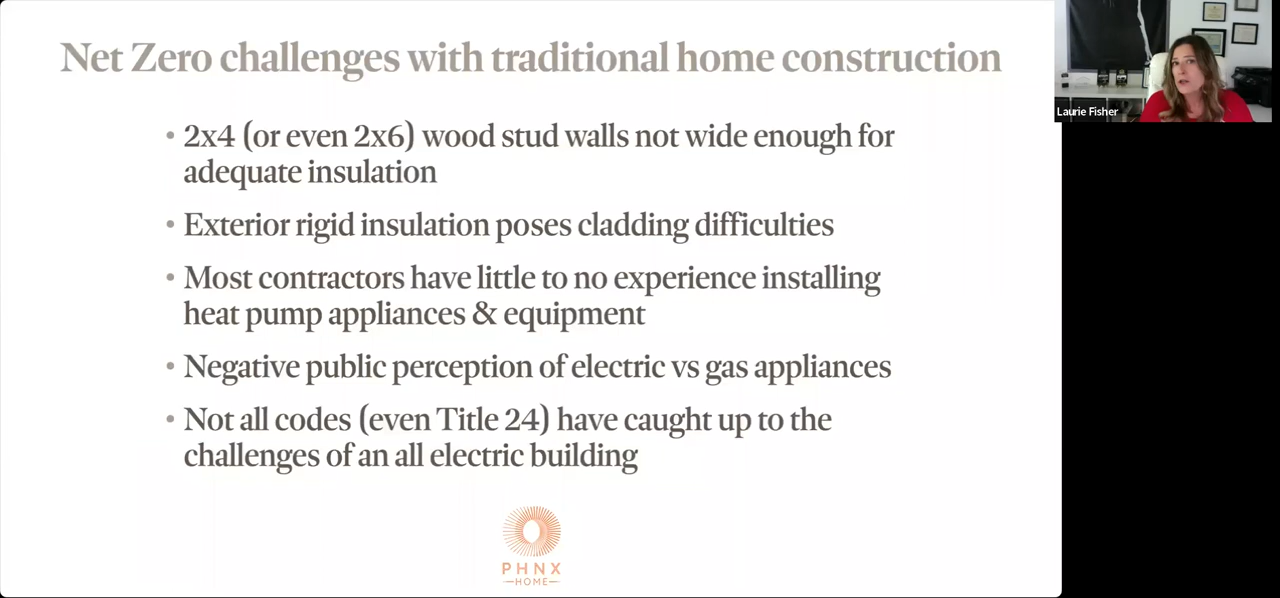 Net Zero challenges with traditional home construction
• 2x4 (or even 2x6) wood stud walls not wide enough for
adequate insulation
• Exterior rigid insulation poses cladding difficulties
• Most contractors have little to no experience installing
heat pump appliances & equipment
• Negative public perception of electric vs gas appliances
• Not all codes (even Title 24) have caught up to the
challenges of an all electric building
PHNX
HOME
Laurie Fisher